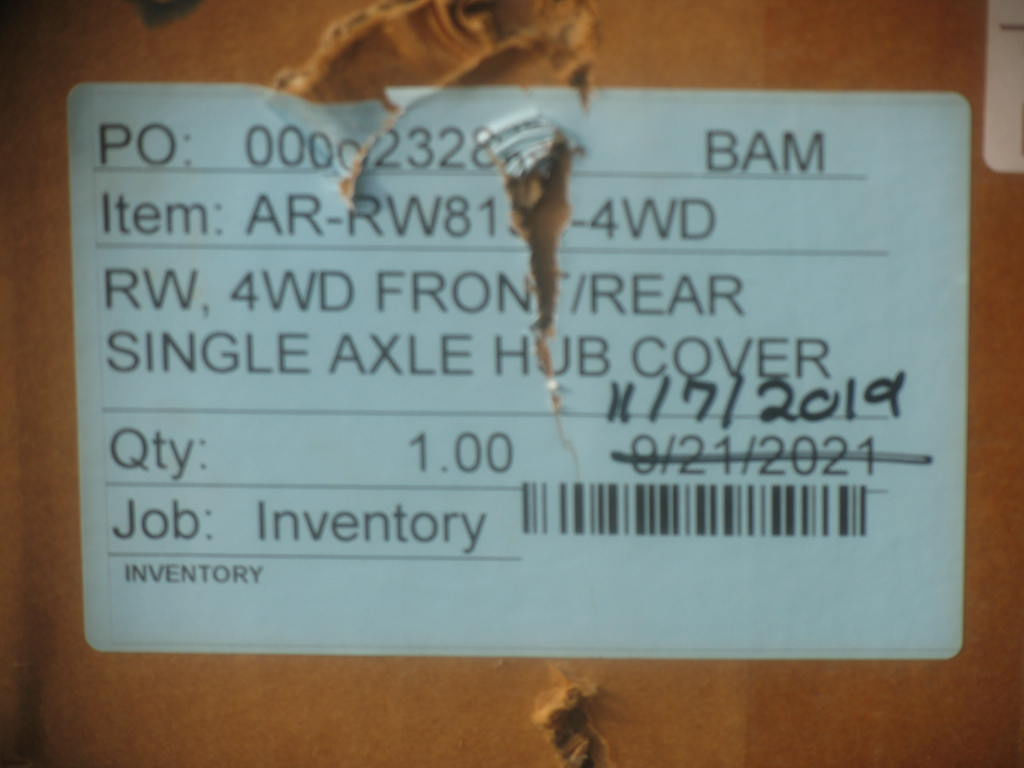 PO: BAM
Item:
RW, 4WD FRONT/REAR
SINGLE AXLE HUB COVER
11/7/2019
Qty: 1.00 9/21/2021
Job: Inventory
INVENTORY